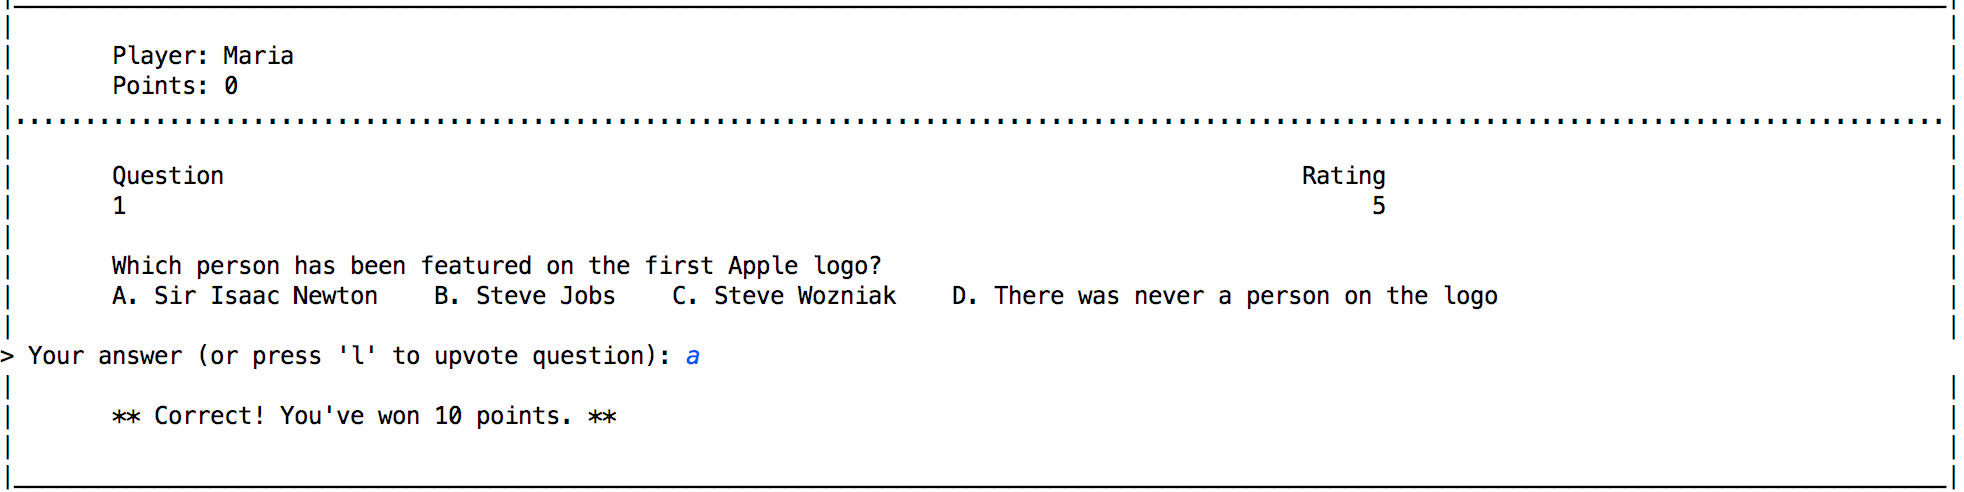 Player: Maria
Points: 0
Question Rating
1 5
Which person has been featured on the first Apple logo?
A. Sir Isaac Newton B. Steve Jobs C. Steve Wozniak D. There was never a person on the logo
> Your answer (or press 'l' to upvote question): a
** Correct! You've won 10 points. **